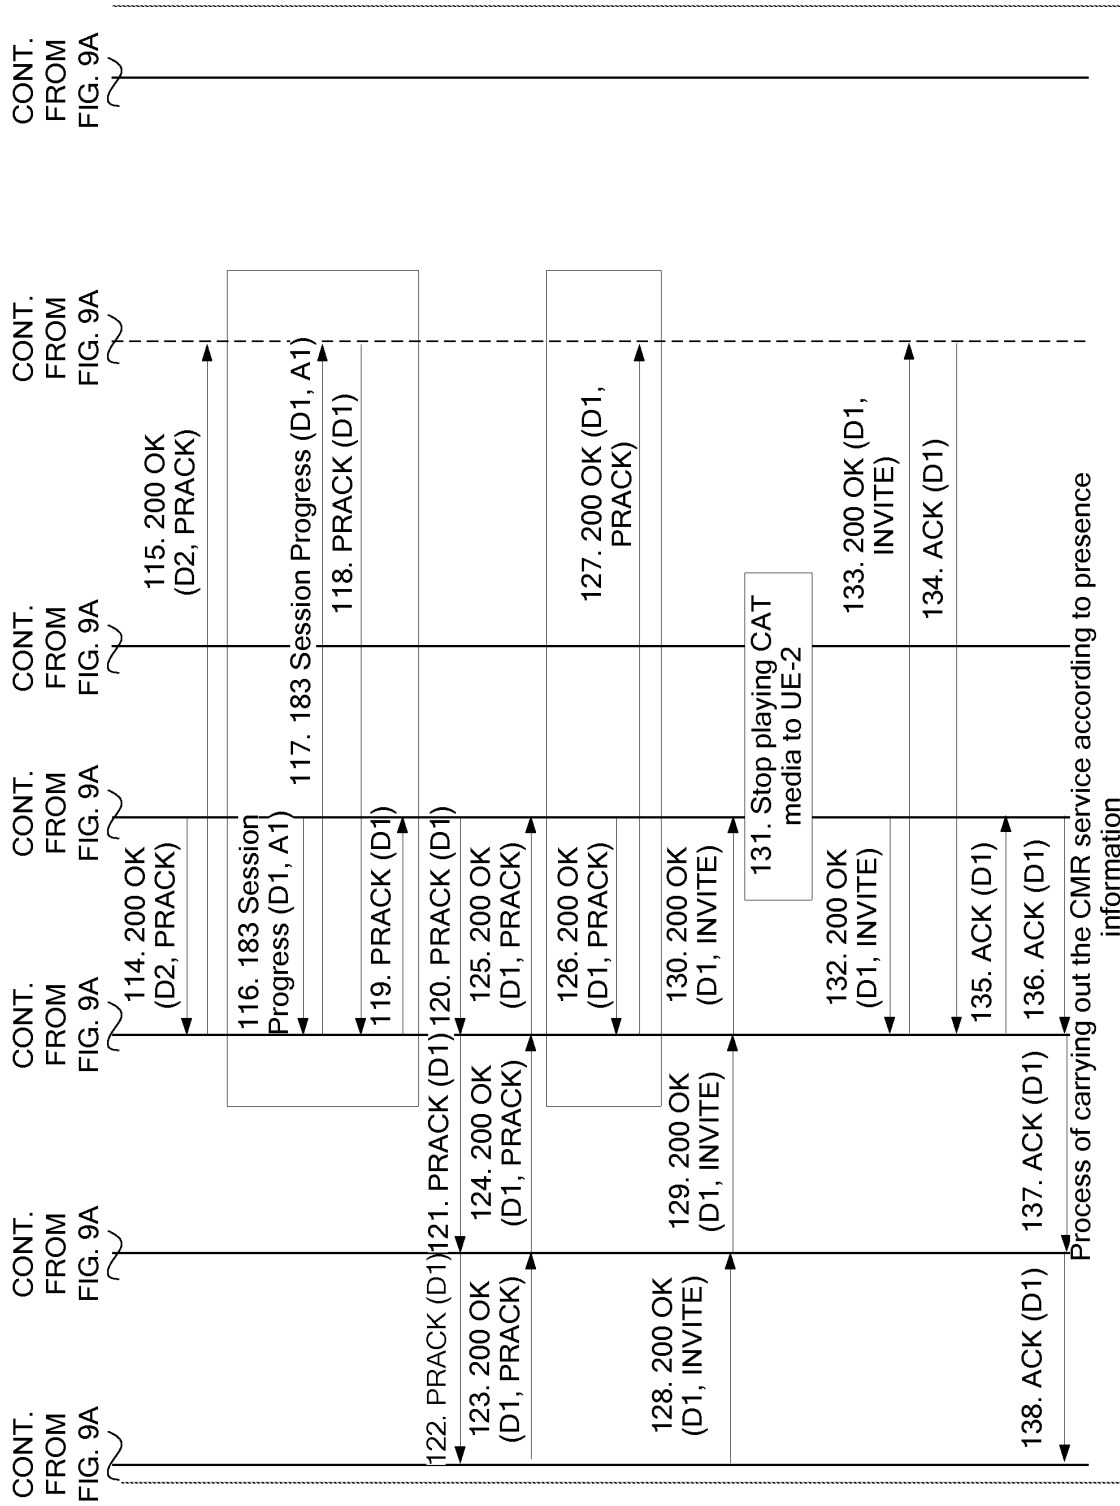 CONT.
FROM
FIG. 9A
CONT.
FROM
FIG. 9A
CONT.
FROM
FIG. 9A
CONT.
FROM
FIG. 9A
CONT.
FROM
FIG. 9A
CONT.
FROM
FIG. 9A
CONT.
FROM
FIG. 9A
114. 200 OK
(D2, PRACK)
115. 200 OK
(D2, PRACK)
116. 183 Session
Progress (D1, A1)
117. 183 Session Progress (D1, A1)
118. PRACK (D1)
119. PRACK (D1)
120. PRACK (D1)
121. PRACK (D1)
122. PRACK (D1)
123. 200 OK
(D1, PRACK)
124. 200 OK
(D1, PRACK)
125. 200 OK
(D1, PRACK)
126. 200 OK
(D1, PRACK)
127. 200 OK (D1,
PRACK)
128. 200 OK
(D1, INVITE)
129. 200 OK
(D1, INVITE)
130. 200 OK
(D1, INVITE)
131. Stop playing CAT
media to UE-2
132. 200 OK
(D1, INVITE)
133. 200 OK (D1,
INVITE)
134. ACK (D1)
135. ACK (D1)
136. ACK (D1)
137. ACK (D1)
138. ACK (D1)
Process of carrying out the CMR service according to presence
information